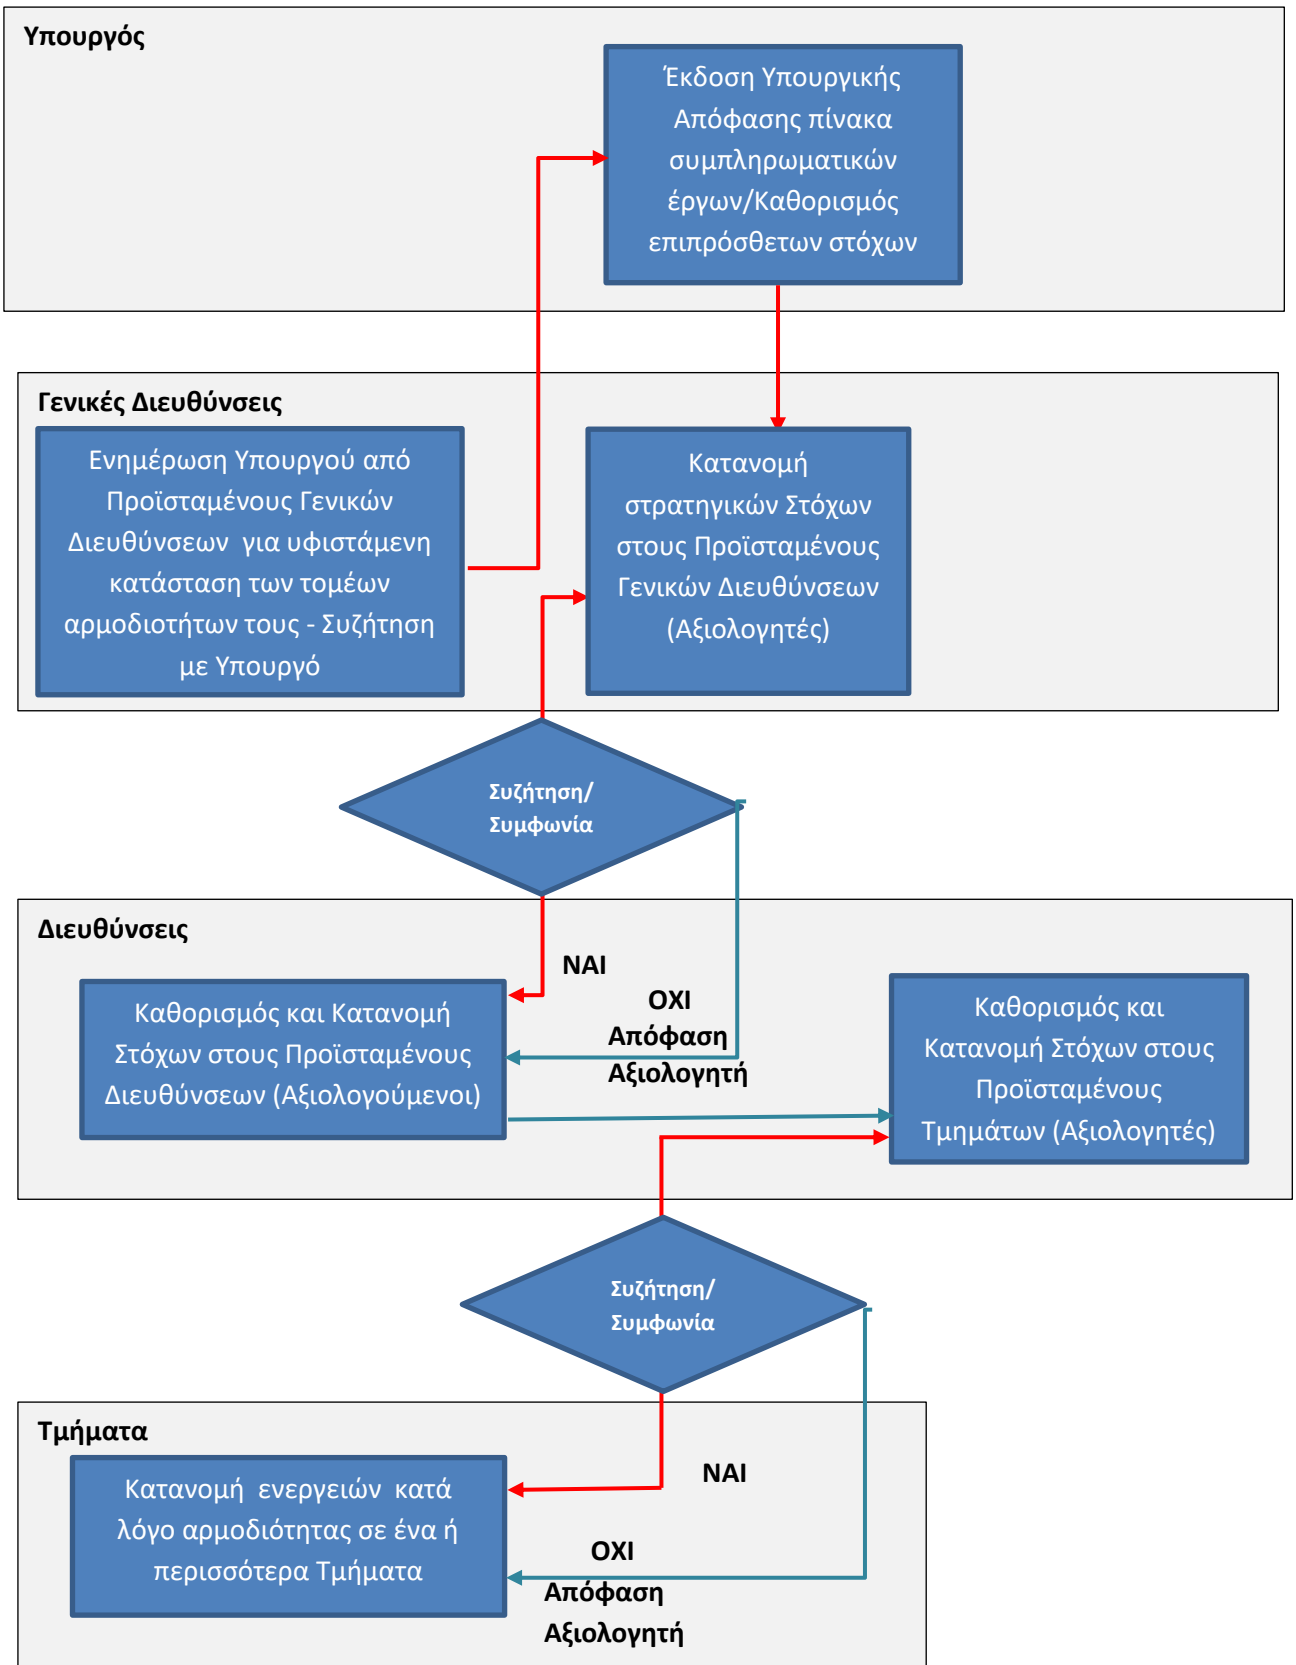 Υπουργός
Έκδοση Υπουργικής
Απόφασης πίνακα
συμπληρωματικών
έργων/Καθορισμός
επιπρόσθετων στόχων
Γενικές Διευθύνσεις
Ενημέρωση Υπουργού από
Προϊσταμένους Γενικών
Διευθύνσεων για υφιστάμενη
κατάσταση των τομέων
αρμοδιοτήτων τους - Συζήτηση
με Υπουργό
Κατανομή
στρατηγικών Στόχων
στους Προϊσταμένους
Γενικών Διευθύνσεων
(Αξιολογητές)
Συζήτηση/
Συμφωνία
Διευθύνσεις
ΝΑΙ
ΟΧΙ
Απόφαση
Αξιολογητή
Καθορισμός και Κατανομή
Στόχων στους Προϊσταμένους
Διευθύνσεων (Αξιολογούμενοι)
Καθορισμός και
Κατανομή Στόχων στους
Προϊσταμένους
Τμημάτων (Αξιολογητές)
Συζήτηση/
Συμφωνία
Τμήματα
ΝΑΙ
Κατανομή ενεργειών κατά
λόγο αρμοδιότητας σε ένα ή
περισσότερα Τμήματα
ΟΧΙ
Απόφαση
Αξιολογητή